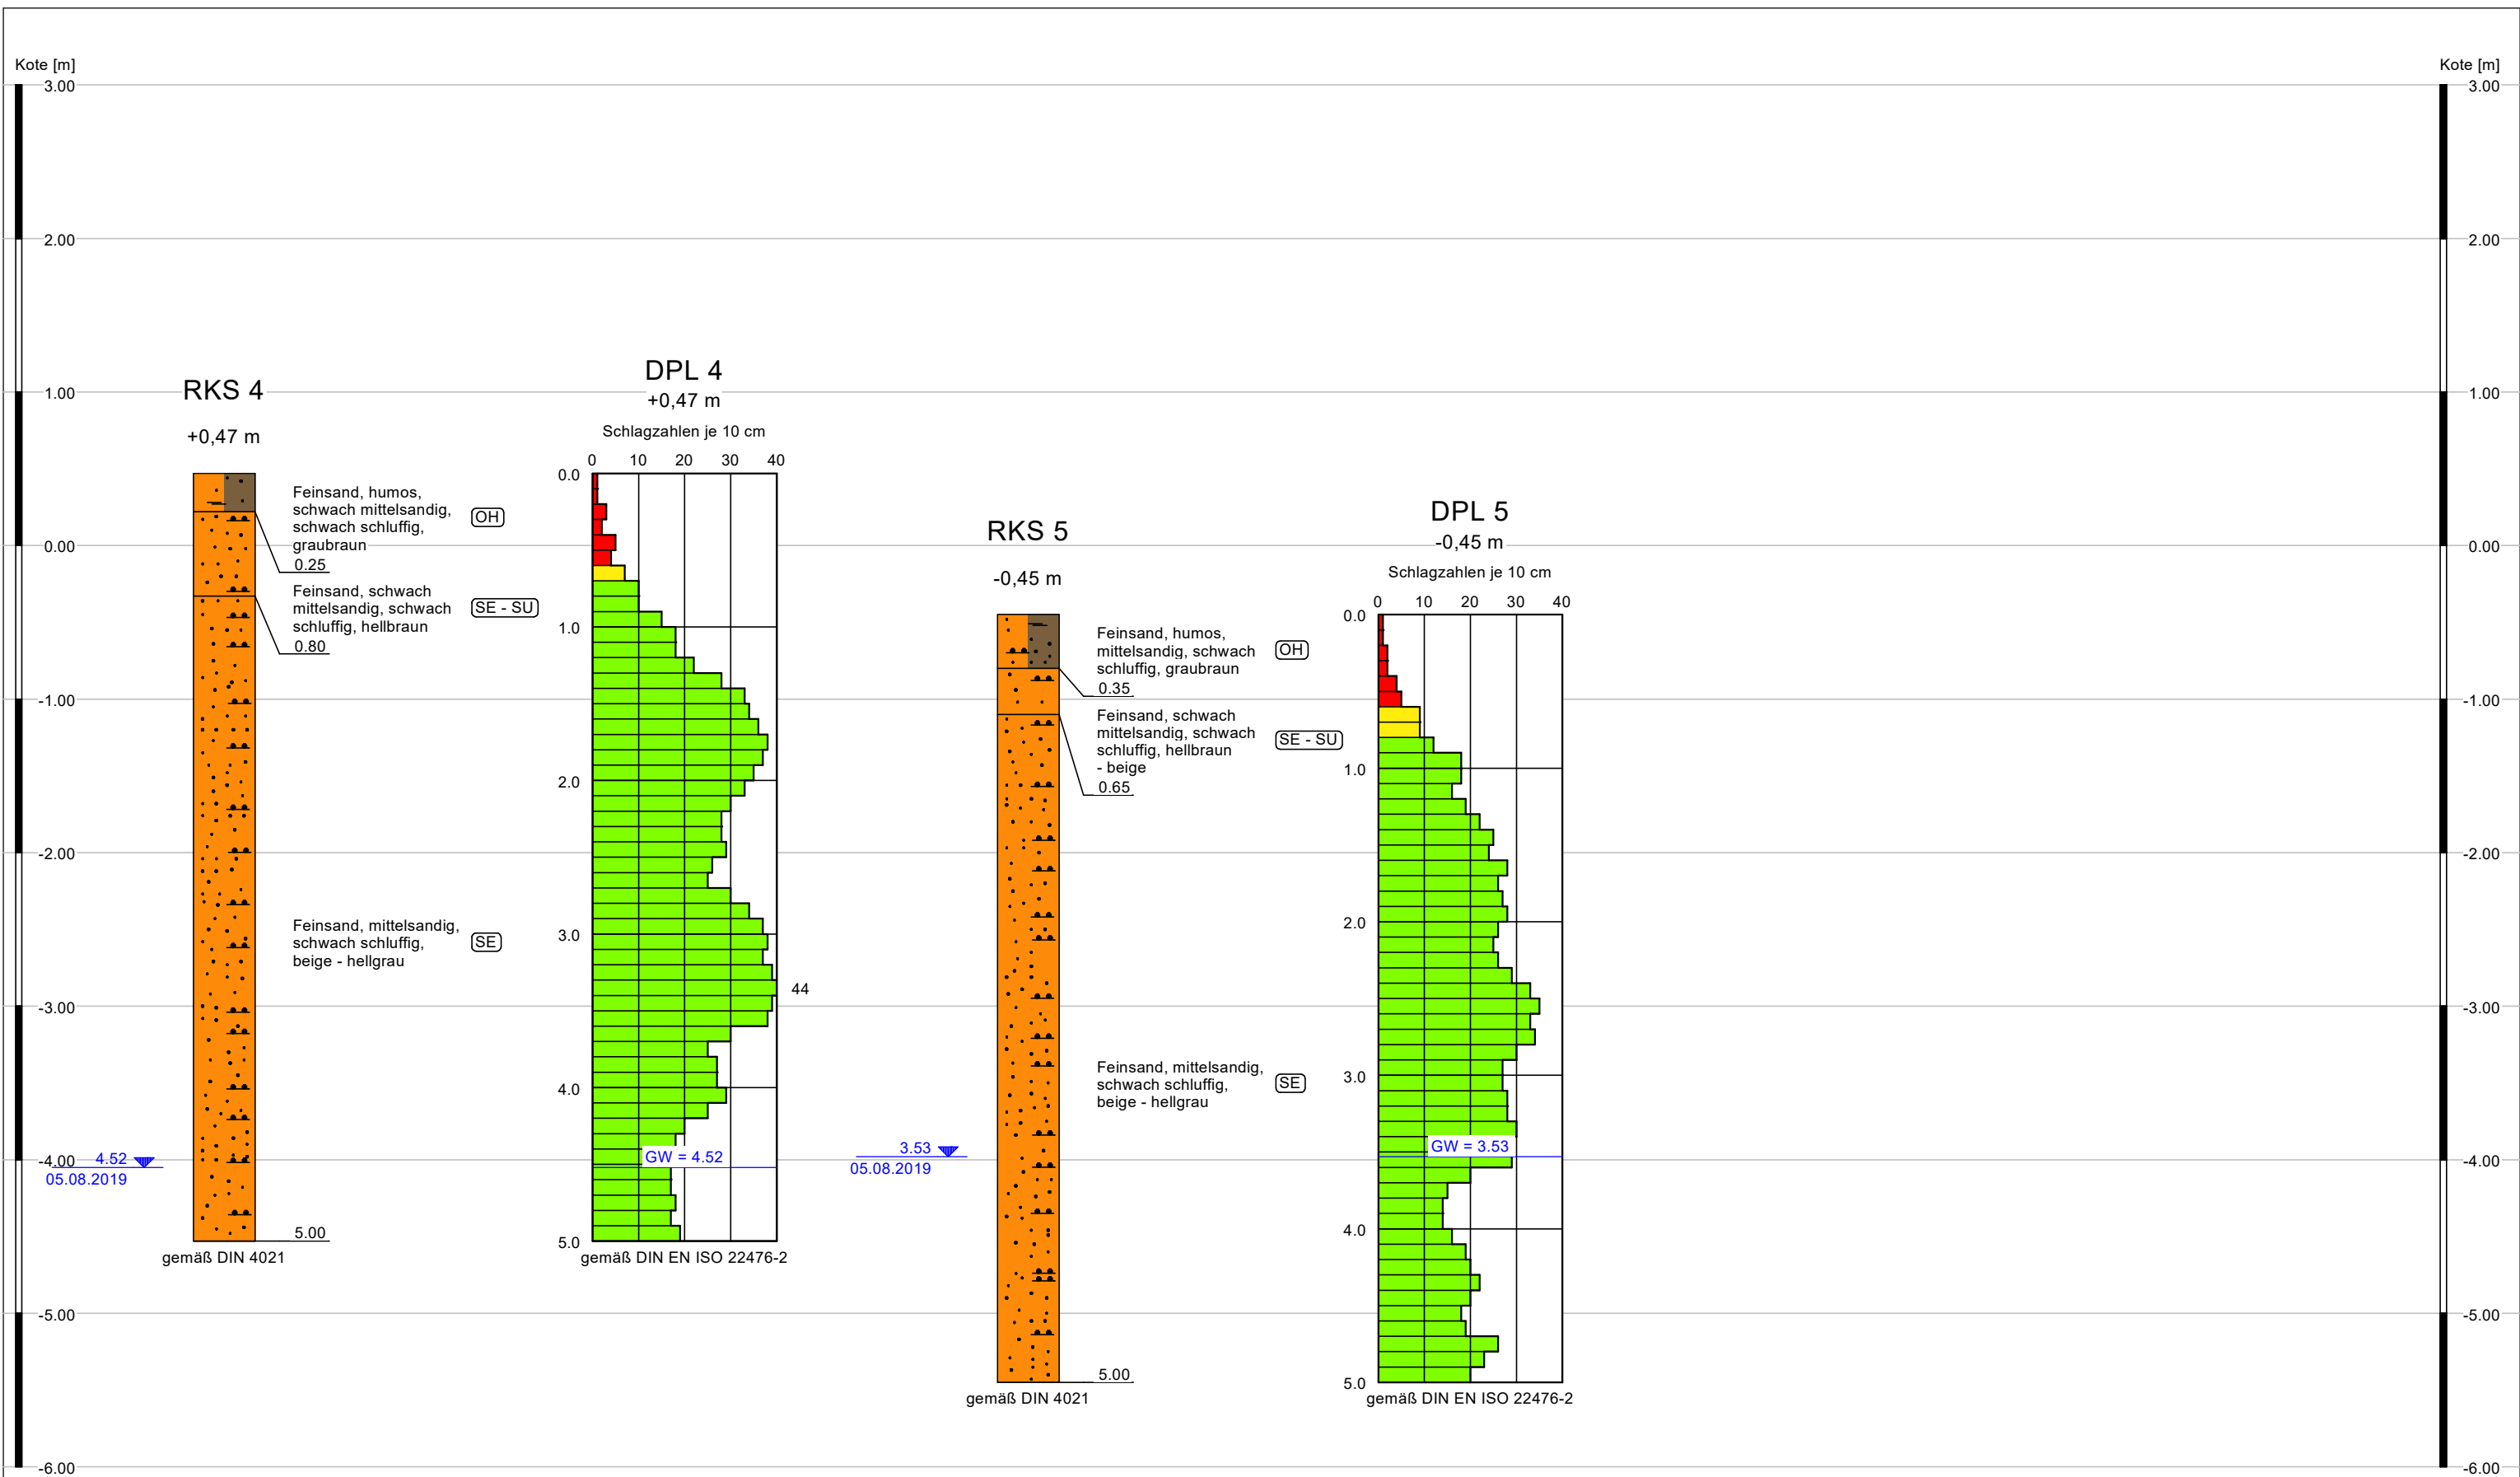 Kote [m]
3.00
2.00
1.00
0.00
-1.00
-2.00
-3.00
-4.00
-5.00
-6.00
RKS 4
+0,47 m
Feinsand, humos,
schwach mittelsandig,
schwach schluffig,
graubraun
OH
0.25
Feinsand, schwach
mittelsandig, schwach
schluffig, hellbraun
SE - SU
0.80
Feinsand, mittelsandig,
schwach schluffig,
beige - hellgrau
SE
4.52
05.08.2019
5.00
gemäß DIN 4021
DPL 4
+0,47 m
Schlagzahlen je 10 cm
0 10 20 30 40
0.0
1.0
2.0
3.0
44
4.0
GW = 4.52
5.0
gemäß DIN EN ISO 22476-2
RKS 5
-0,45 m
Feinsand, humos,
mittelsandig, schwach
schluffig, graubraun
OH
0.35
Feinsand, schwach
mittelsandig, schwach
schluffig, hellbraun
- beige
SE - SU
0.65
Feinsand, mittelsandig,
schwach schluffig,
beige - hellgrau
SE
3.53
05.08.2019
5.00
gemäß DIN 4021
DPL 5
-0,45 m
Schlagzahlen je 10 cm
0 10 20 30 40
0.0
1.0
2.0
3.0
GW = 3.53
4.0
5.0
gemäß DIN EN ISO 22476-2
Kote [m]
3.00
2.00
1.00
0.00
-1.00
-2.00
-3.00
-4.00
-5.00
-6.00